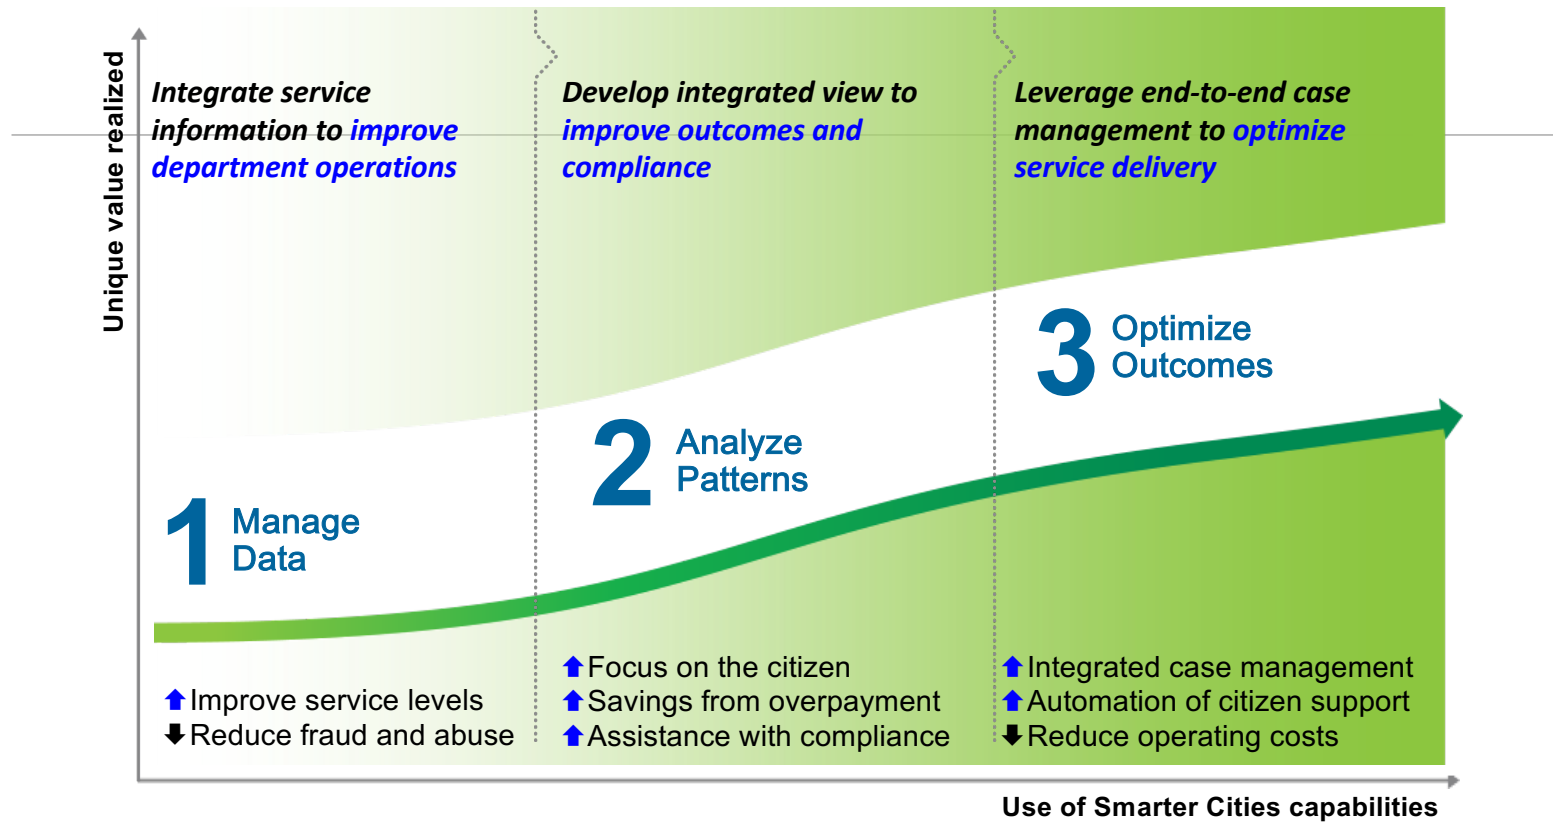 Unique value realized
Integrate service
information to improve
department operations
Develop integrated view to
improve outcomes and
compliance
Leverage end-to-end case
management to optimize
service delivery
1
Manage
Data
2
Analyze
Patterns
3
Optimize
Outcomes
Improve service levels
Reduce fraud and abuse
Focus on the citizen
Savings from overpayment
Assistance with compliance
Integrated case management
Automation of citizen support
Reduce operating costs
Use of Smarter Cities capabilities